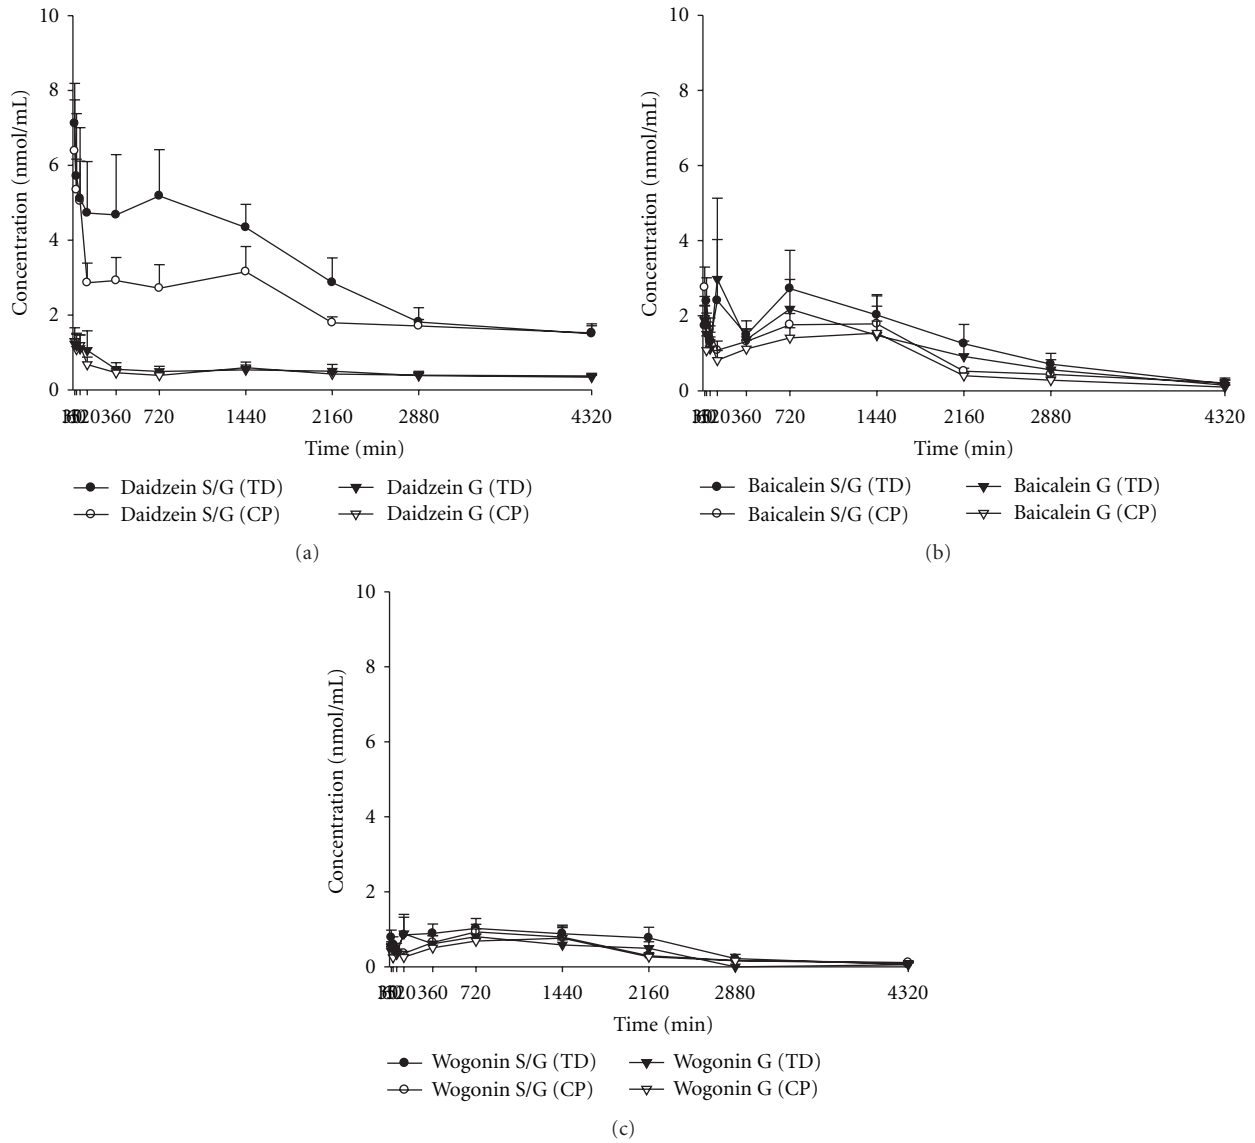 10
8
6
4
2
0
Concentration (nmol/mL)
360 720 1440 2160 2880 4320
Time (min)
Daidzein S/G (TD) Daidzein G (TD)
Daidzein S/G (CP) Daidzein G (CP)
(a)
10
8
6
4
2
0
Concentration (nmol/mL)
360 720 1440 2160 2880 4320
Time (min)
Baicalein S/G (TD) Baicalein G (TD)
Baicalein S/G (CP) Baicalein G (CP)
(b)
10
8
6
4
2
0
Concentration (nmol/mL)
360 720 1440 2160 2880 4320
Time (min)
Wogonin S/G (TD) Wogonin G (TD)
Wogonin S/G (CP) Wogonin G (CP)
(c)